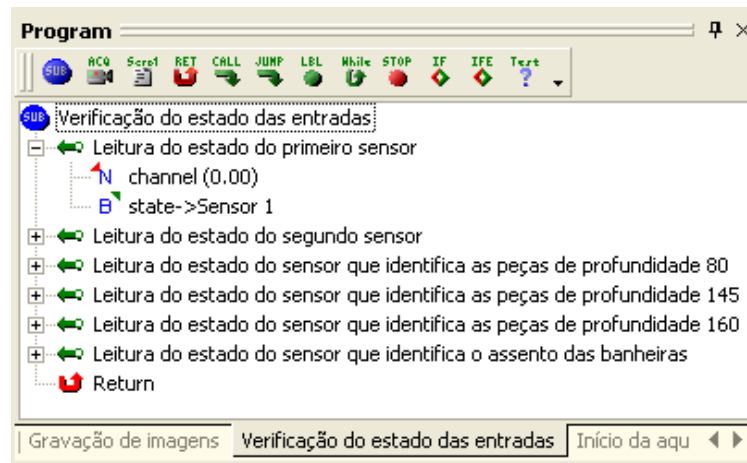 Program
SUB ACQ Script RET CALL JUMP LBL While STOP IF IFE Test
SUB Verificação do estado das entradas
Leitura do estado do primeiro sensor
N channel (0.00)
B state->Sensor 1
Leitura do estado do segundo sensor
Leitura do estado do sensor que identifica as peças de profundidade 80
Leitura do estado do sensor que identifica as peças de profundidade 145
Leitura do estado do sensor que identifica as peças de profundidade 160
Leitura do estado do sensor que identifica o assento das banheiras
Return
Gravação de imagens Verificação do estado das entradas Início da aqu